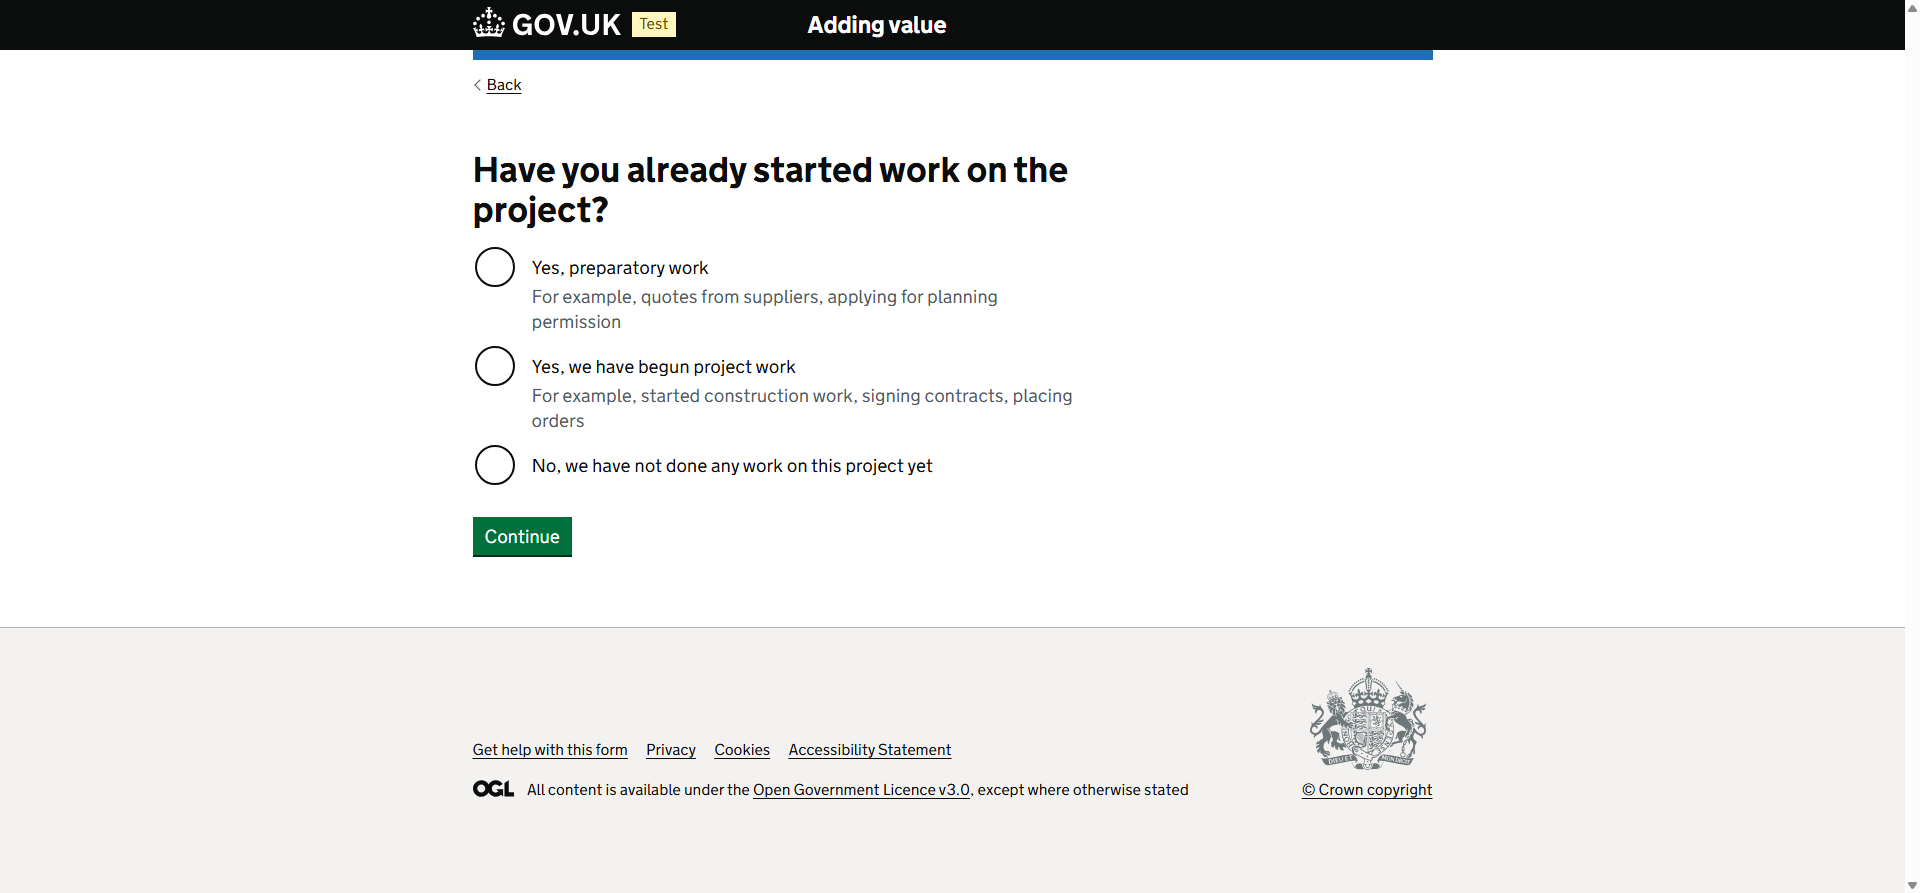 GOV.UK Test Adding value
Back
Have you already started work on the
project?
Yes, preparatory work
For example, quotes from suppliers, applying for planning
permission
Yes, we have begun project work
For example, started construction work, signing contracts, placing
orders
No, we have not done any work on this project yet
Continue
Get help with this form Privacy Cookies Accessibility Statement
OGL All content is available under the Open Government Licence v3.0, except where otherwise stated
© Crown copyright